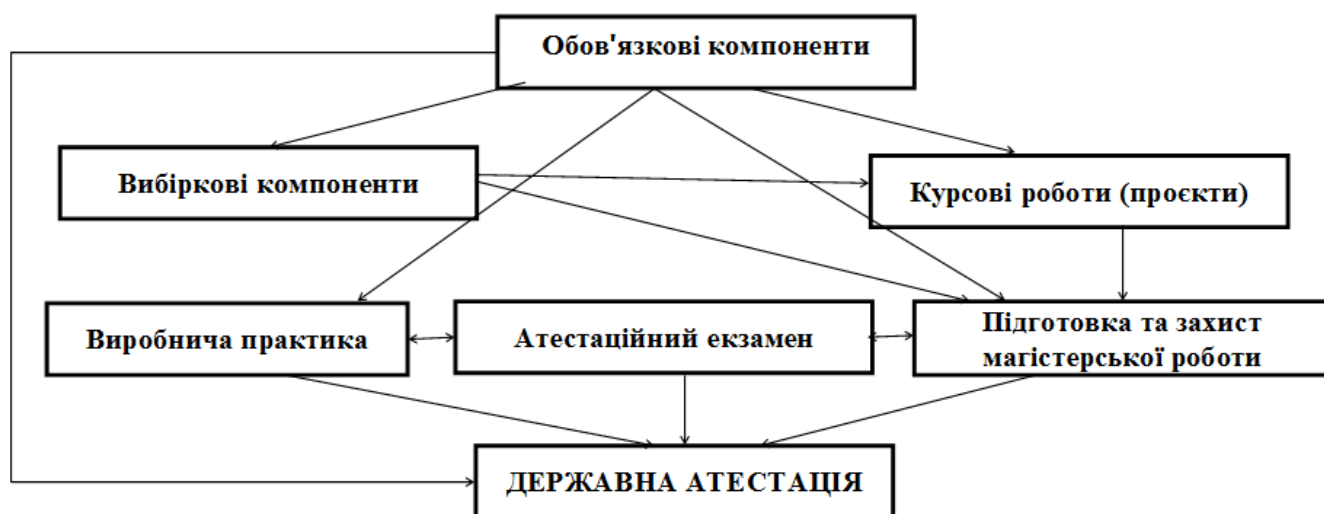 Обов'язкові компоненти
Вибіркові компоненти
Курсові роботи (проєкти)
Виробнича практика
Атестаційний екзамен
Підготовка та захист
магістерської роботи
ДЕРЖАВНА АТЕСТАЦІЯ